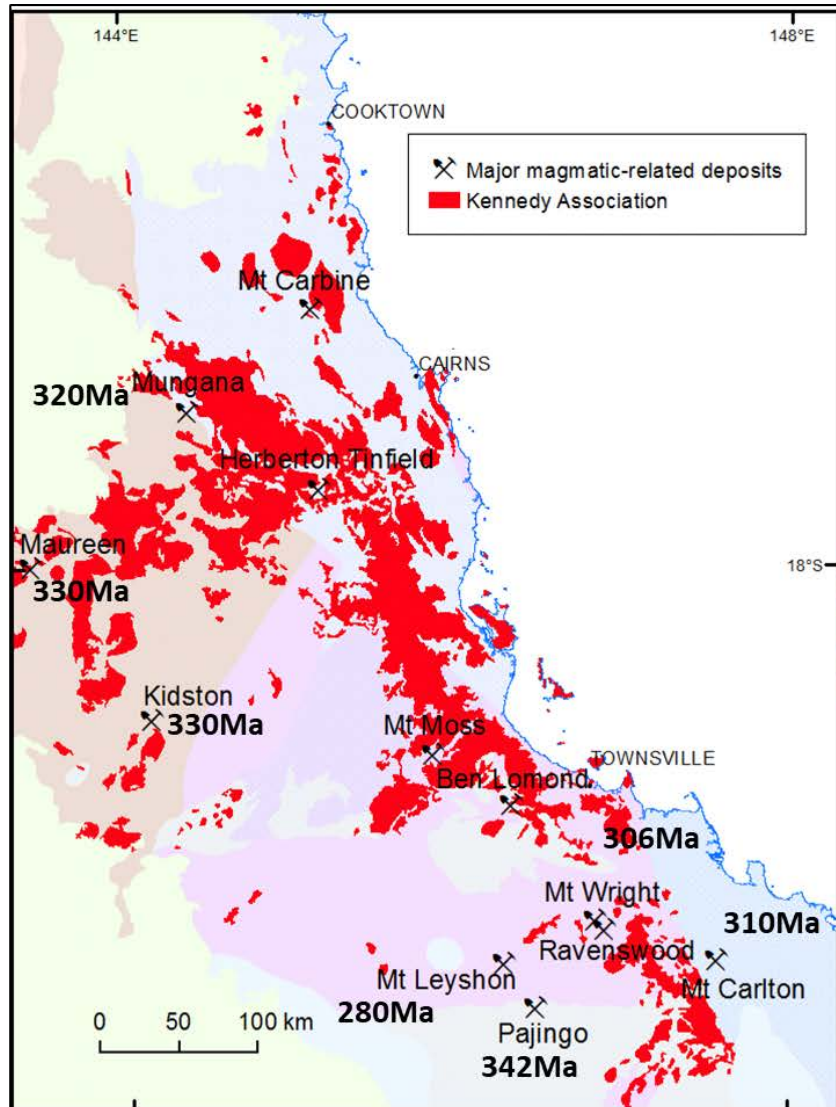 144°E
148°E
COOKTOWN
Major magmatic-related deposits
Kennedy Association
Mt Carbine
CAIRNS
320Ma
Mungana
Herberton Tinfield
Maureen
18°S
330Ma
Kidston
330Ma
Mt Moss
TOWNSVILLE
Ben Lomond
306Ma
Mt Wright
310Ma
Ravenswood
Mt Leyshon
Mt Carlton
280Ma
0 50 100 km
Pajingo
342Ma